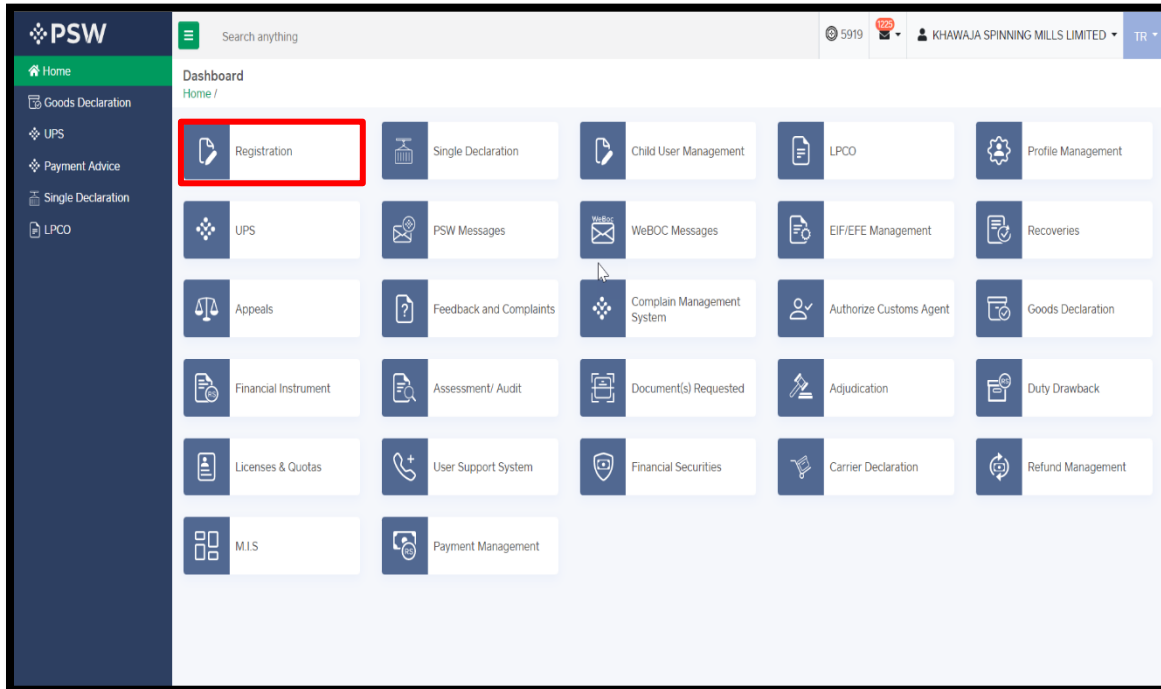 PSW
Search anything
5919
1225
KHAWAJA SPINNING MILLS LIMITED
TR
Home
Goods Declaration
UPS
Payment Advice
Single Declaration
LPCO
Dashboard
Home /
Registration
Single Declaration
Child User Management
LPCO
Profile Management
UPS
PSW Messages
WeBOC
WeBOC Messages
EIF/EFE Management
Recoveries
Appeals
Feedback and Complaints
Complain Management
System
Authorize Customs Agent
Goods Declaration
RS
Financial Instrument
Assessment/ Audit
Document(s) Requested
Adjudication
RS
Duty Drawback
Licenses & Quotas
User Support System
Financial Securities
Carrier Declaration
Refund Management
M.I.S
RS
Payment Management